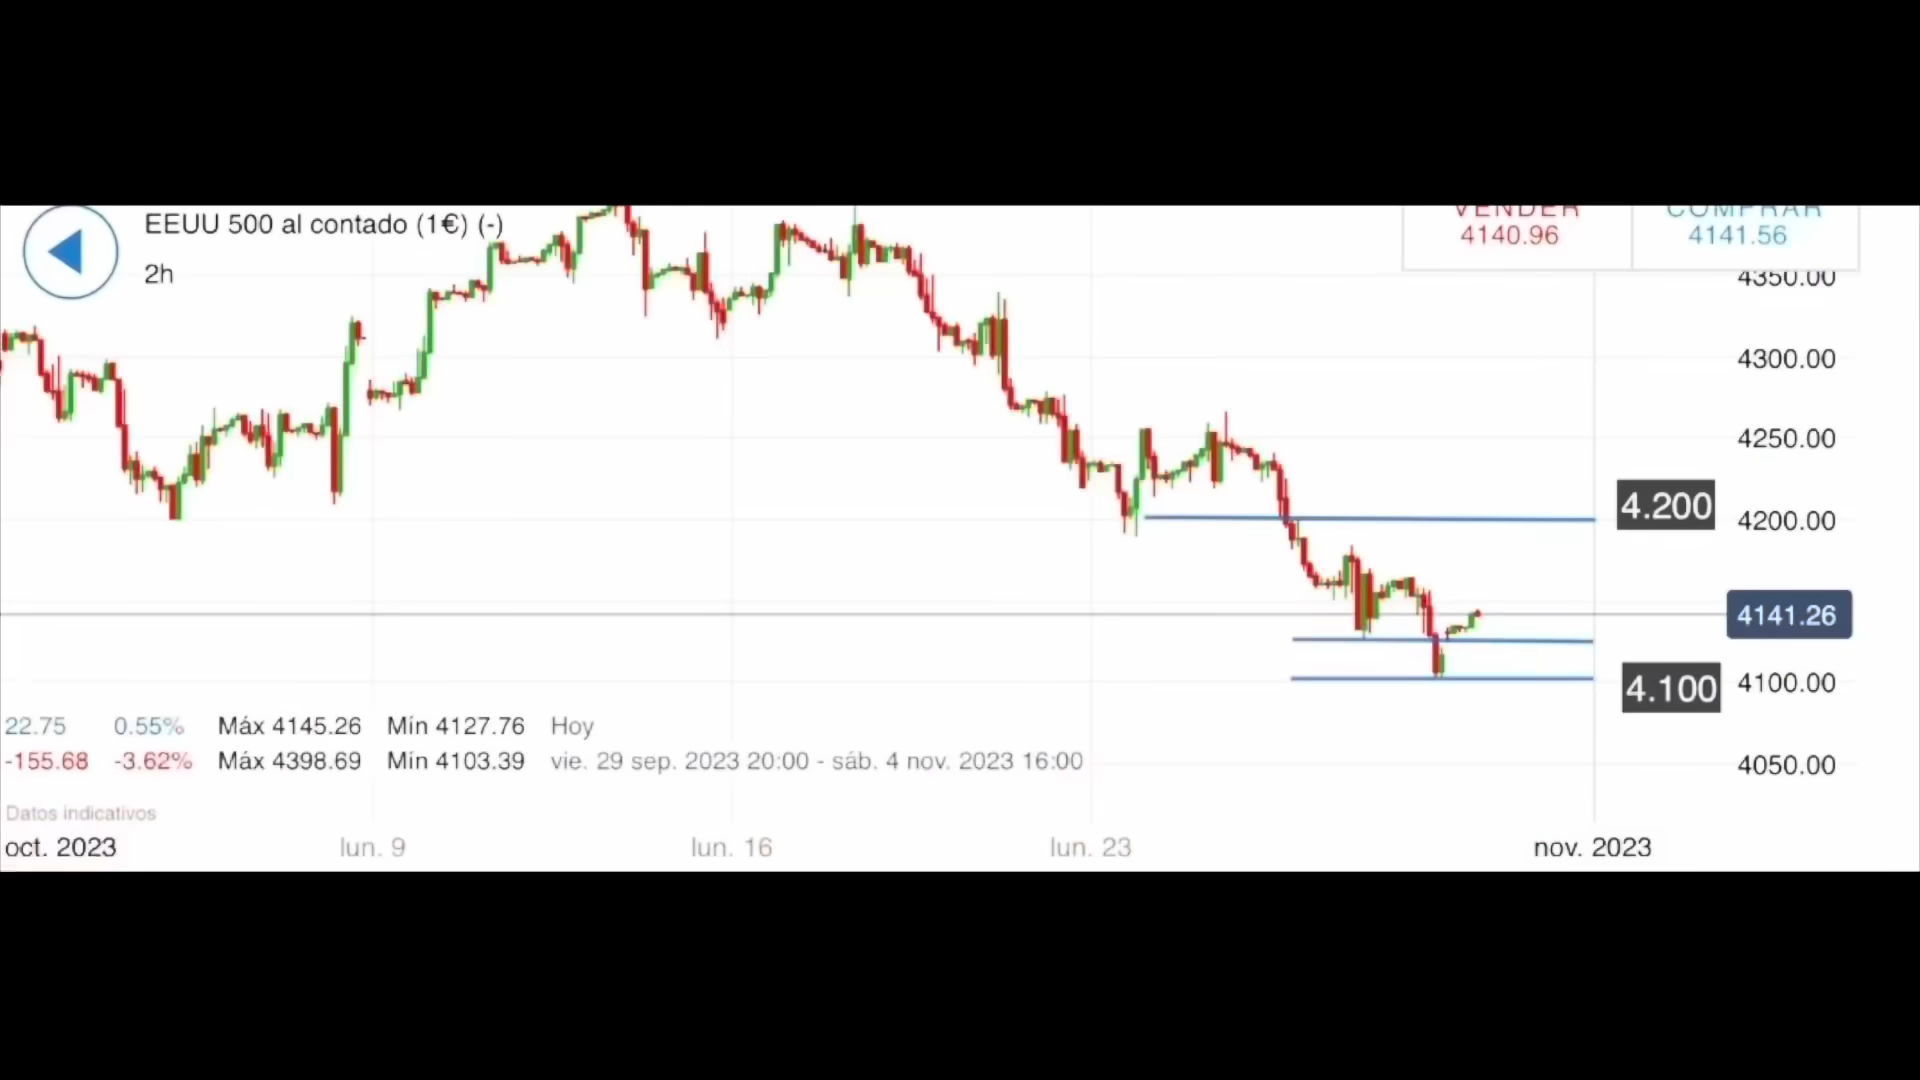 EEUU 500 al contado (1€) (-)
2h
VENDER
4140.96
COMPRAR
4141.56
4350.00
4300.00
4250.00
4.200
4200.00
4141.26
4.100
4100.00
4050.00
22.75 0.55% Máx 4145.26 Mín 4127.76 Hoy
-155.68 -3.62% Máx 4398.69 Mín 4103.39 vie. 29 sep. 2023 20:00 - sáb. 4 nov. 2023 16:00
Datos indicativos
oct. 2023 lun. 9 lun. 16 lun. 23 nov. 2023